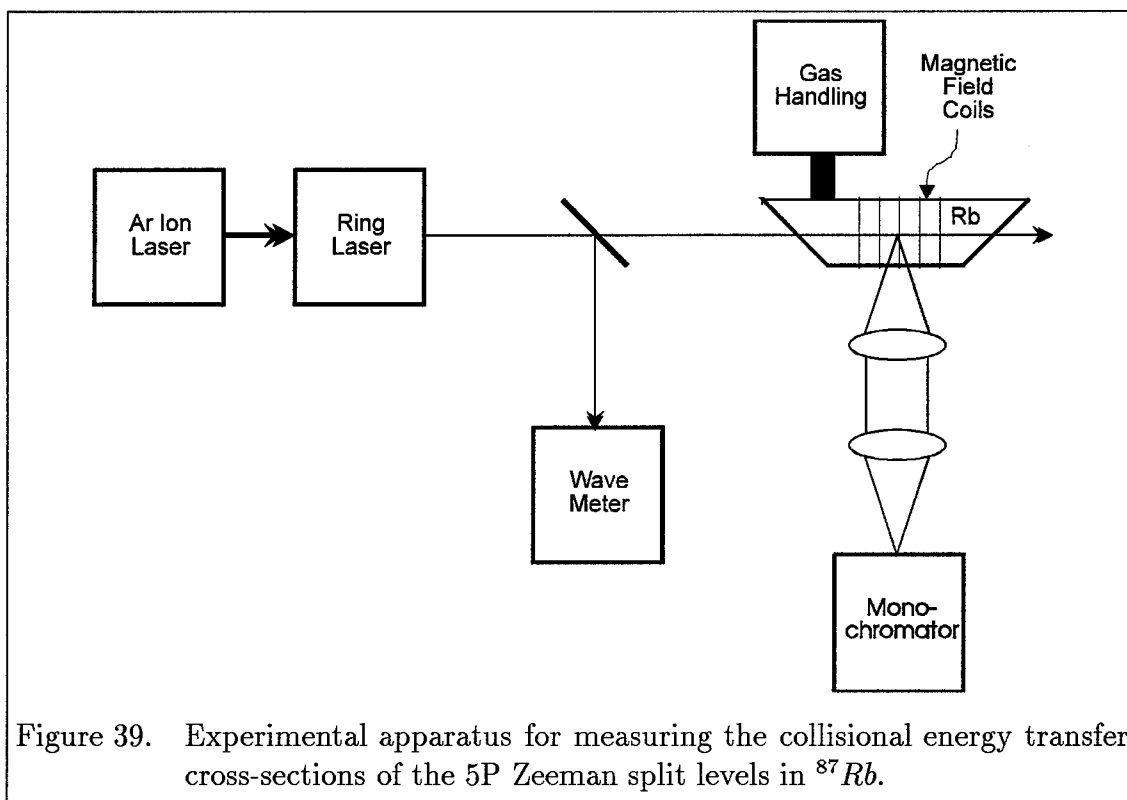 Gas
Handling
Magnetic
Field
Coils
Ar Ion
Laser
Ring
Laser
Rb
Wave
Meter
Mono-
chromator
Figure 39. Experimental apparatus for measuring the collisional energy transfer
cross-sections of the 5P Zeeman split levels in ⁸⁷Rb.